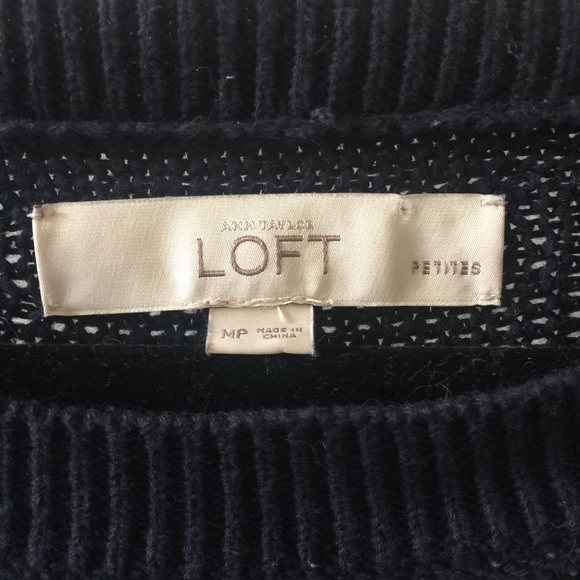 ANN TAYLOR
LOFT
PETITES
MP
MADE IN
CHINA